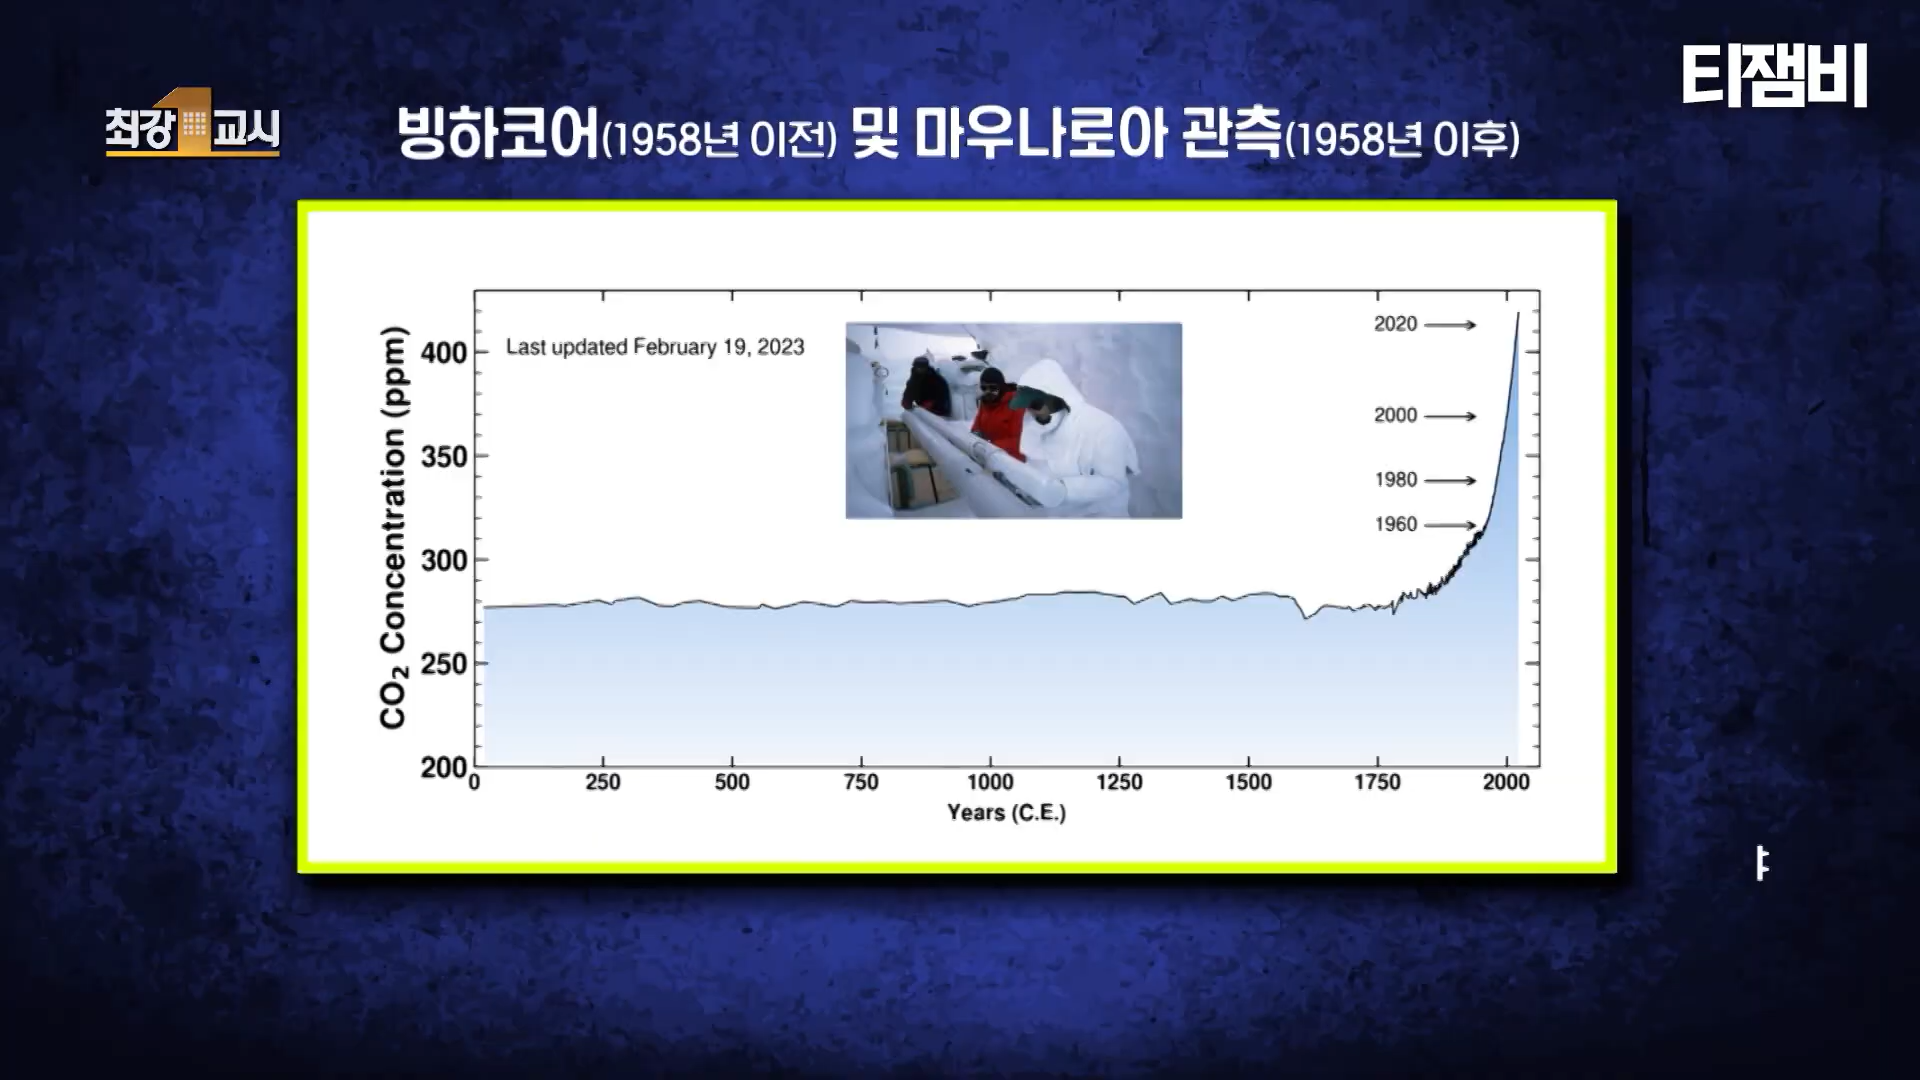 티잼비
최강1교시
빙하코어(1958년 이전) 및 마우나로아 관측(1958년 이후)
Last updated February 19, 2023
2020
2000
1980
1960
CO₂ Concentration (ppm)
400
350
300
250
200
0 250 500 750 1000 1250 1500 1750 2000
Years (C.E.)